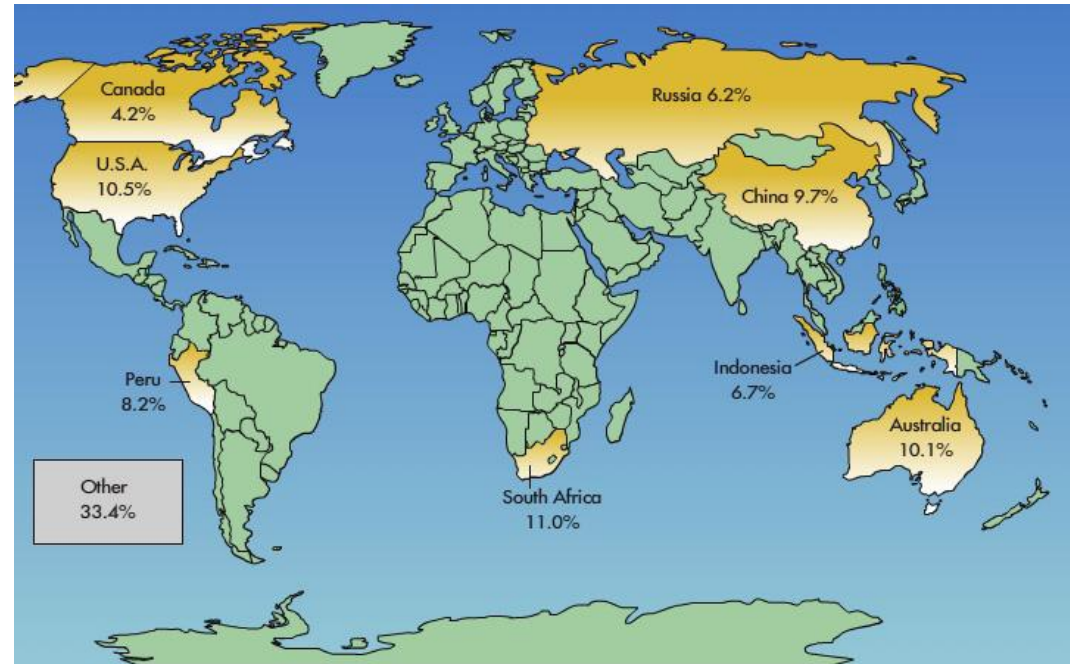 Canada
4.2%
Russia 6.2%
U.S.A.
10.5%
China 9.7%
Indonesia
6.7%
Peru
8.2%
Australia
10.1%
Other
33.4%
South Africa
11.0%